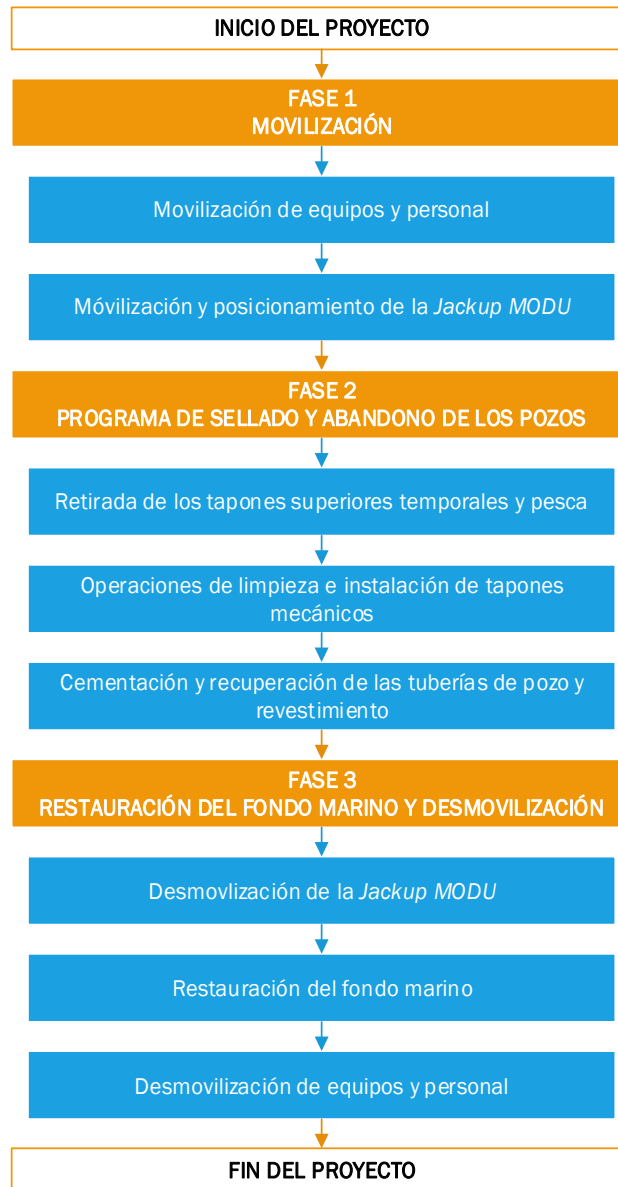 INICIO DEL PROYECTO
FASE 1
MOVILIZACIÓN
Movilización de equipos y personal
Móvilización y posicionamiento de la Jackup MODU
FASE 2
PROGRAMA DE SELLADO Y ABANDONO DE LOS POZOS
Retirada de los tapones superiores temporales y pesca
Operaciones de limpieza e instalación de tapones
mecánicos
Cementación y recuperación de las tuberías de pozo y
revestimiento
FASE 3
RESTAURACIÓN DEL FONDO MARINO Y DESMOVILIZACIÓN
Desmovlización de la Jackup MODU
Restauración del fondo marino
Desmovilización de equipos y personal
FIN DEL PROYECTO